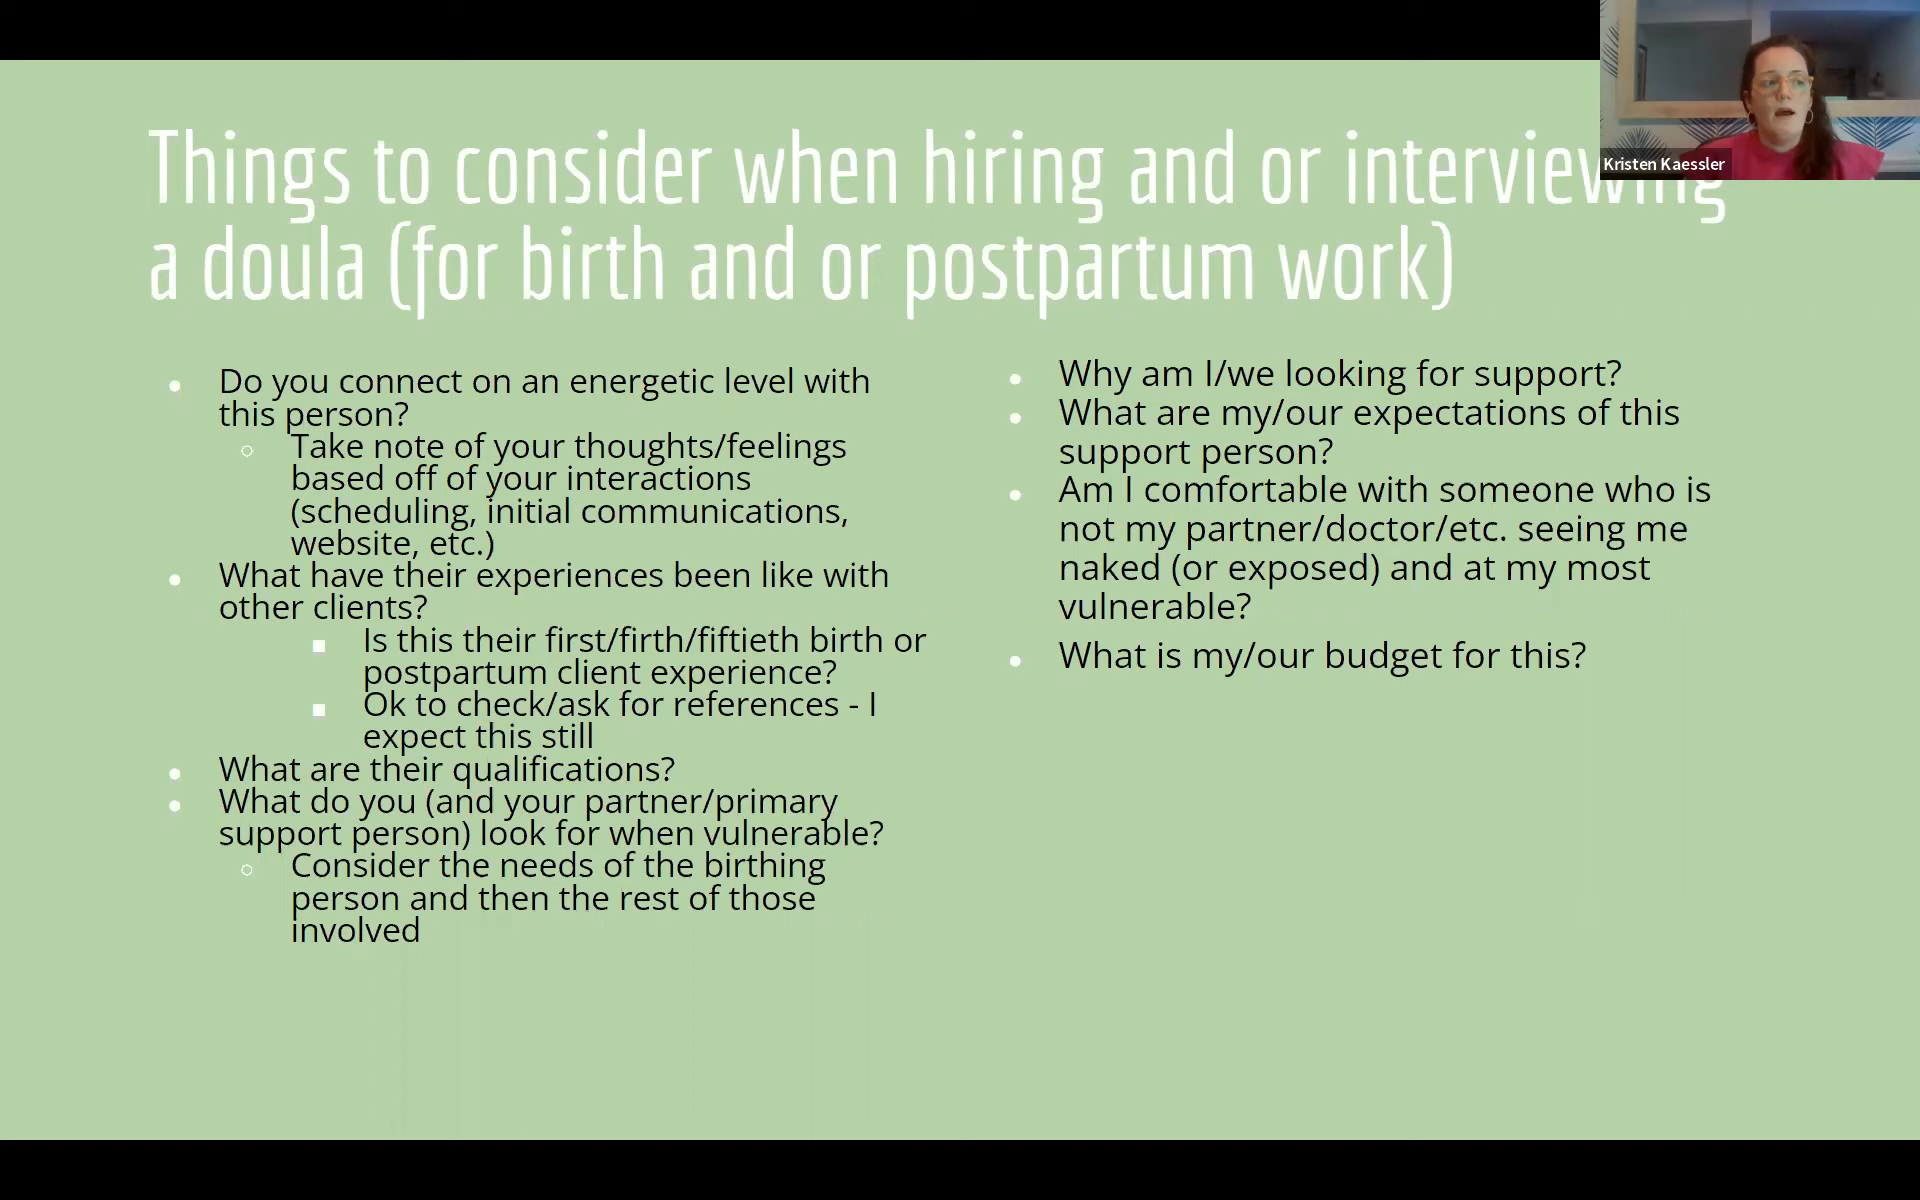 Things to consider when hiring and or interviewing
a doula (for birth and or postpartum work)
Kristen Kaessler
Do you connect on an energetic level with
this person?
Take note of your thoughts/feelings
based off of your interactions
(scheduling, initial communications,
website, etc.)
What have their experiences been like with
other clients?
Is this their first/firth/fiftieth birth or
postpartum client experience?
Ok to check/ask for references - I
expect this still
What are their qualifications?
What do you (and your partner/primary
support person) look for when vulnerable?
Consider the needs of the birthing
person and then the rest of those
involved
Why am I/we looking for support?
What are my/our expectations of this
support person?
Am I comfortable with someone who is
not my partner/doctor/etc. seeing me
naked (or exposed) and at my most
vulnerable?
What is my/our budget for this?